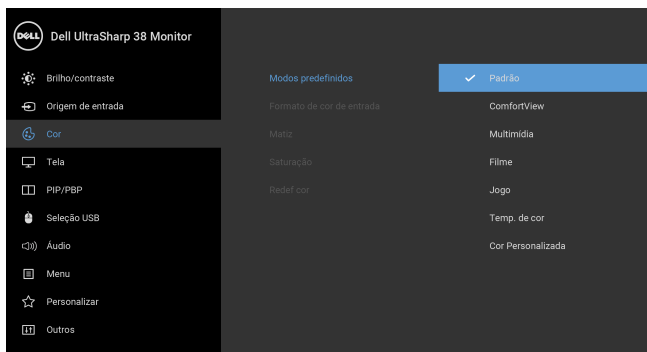 DELL
Dell UltraSharp 38 Monitor
Brilho/contraste
Origem de entrada
Cor
Tela
PIP/PBP
Seleção USB
Áudio
Menu
Personalizar
Outros
Modos predefinidos
Formato de cor de entrada
Matiz
Saturação
Redef cor
Padrão
ComfortView
Multimídia
Filme
Jogo
Temp. de cor
Cor Personalizada